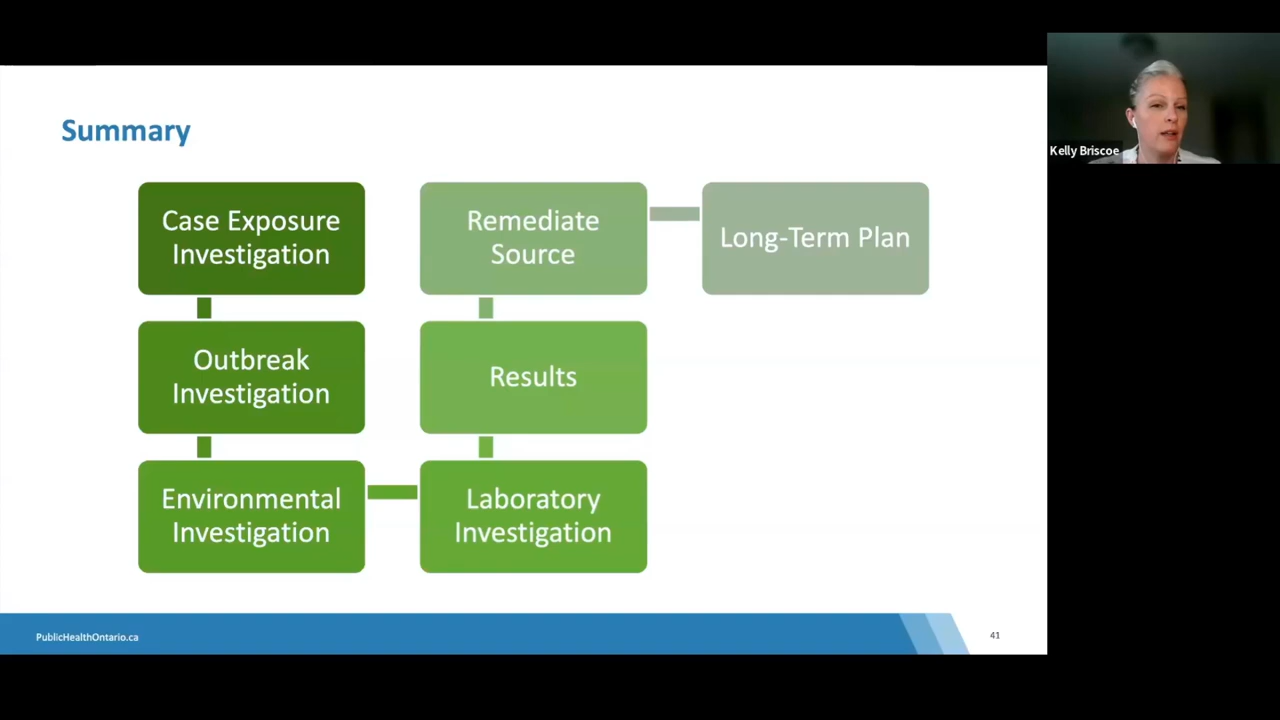 Summary
Case Exposure
Investigation
Outbreak
Investigation
Environmental
Investigation
Laboratory
Investigation
Results
Remediate
Source
Long-Term Plan
PublicHealthOntario.ca
41
Kelly Briscoe